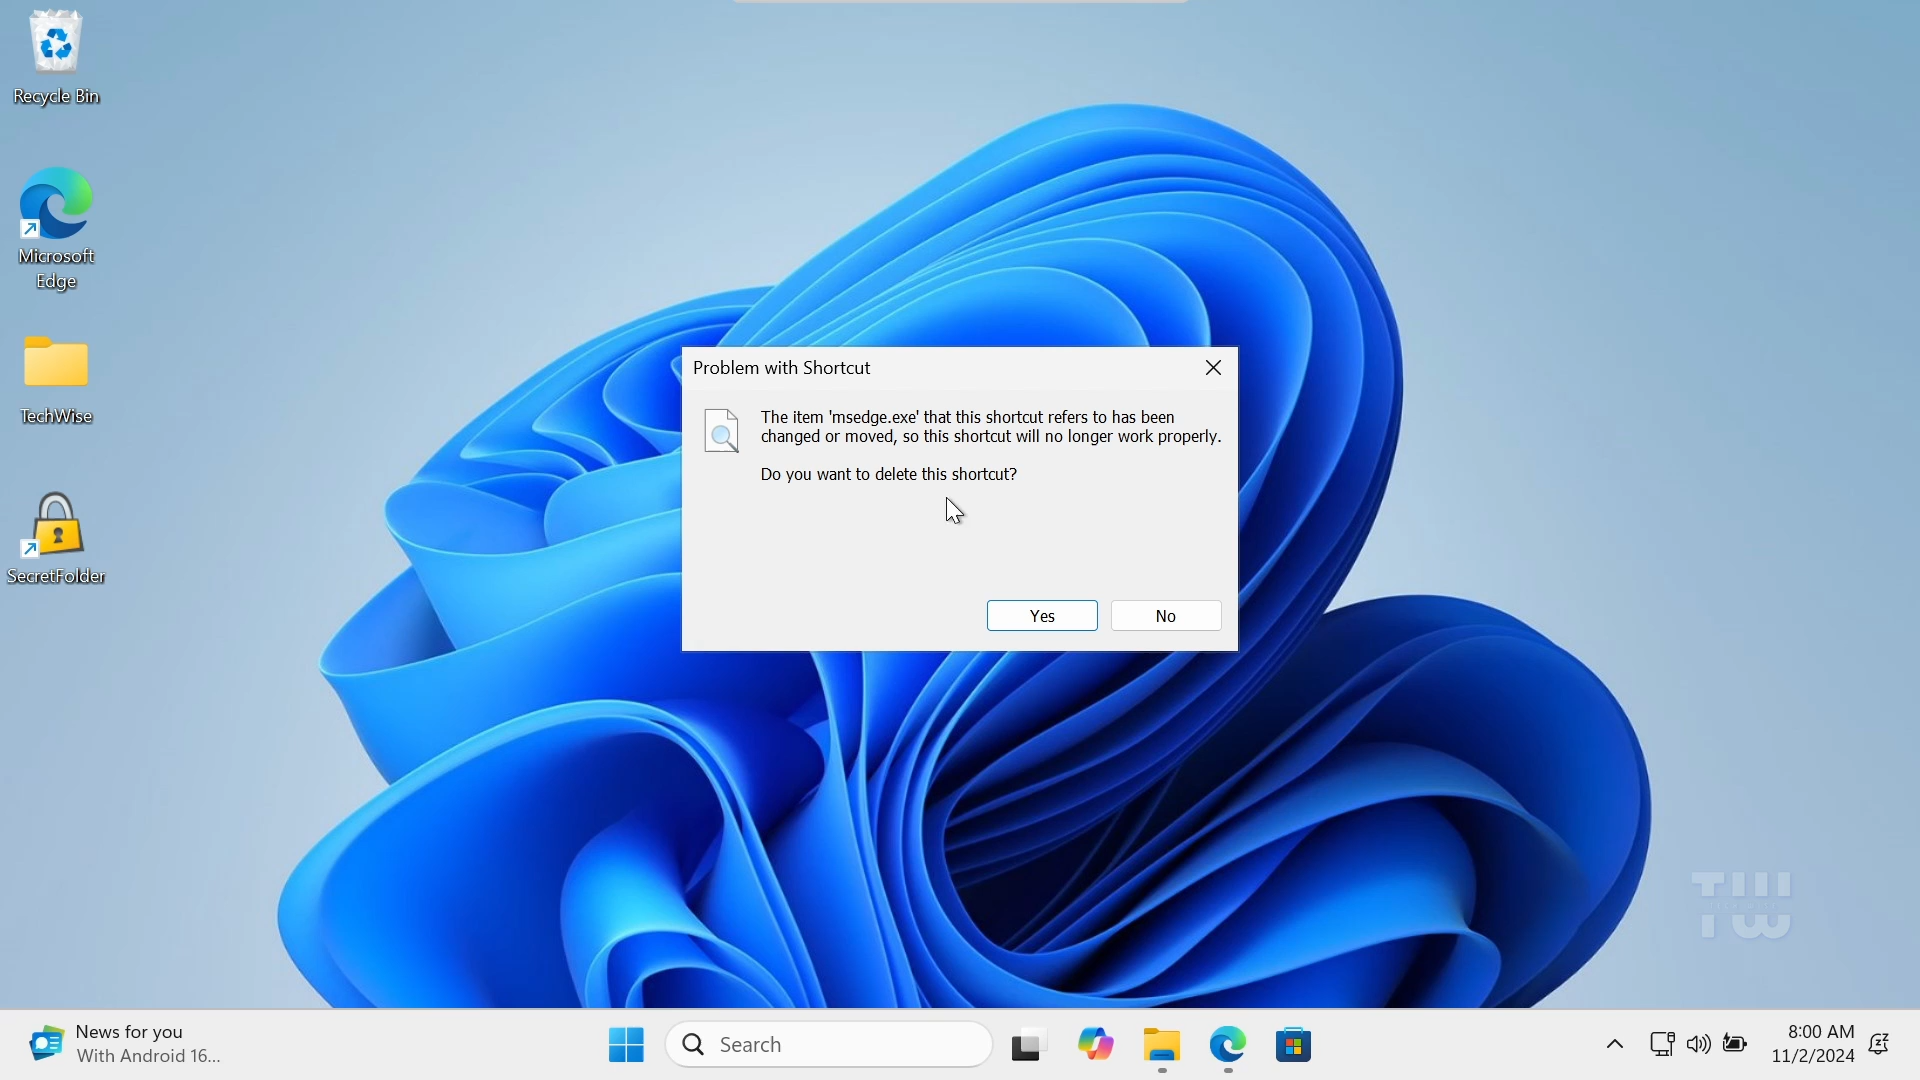 Recycle Bin
Microsoft
Edge
TechWise
SecretFolder
Problem with Shortcut
The item 'msedge.exe' that this shortcut refers to has been
changed or moved, so this shortcut will no longer work properly.
Do you want to delete this shortcut?
Yes
No
TW
News for you
With Android 16...
Search
8:00 AM
11/2/2024